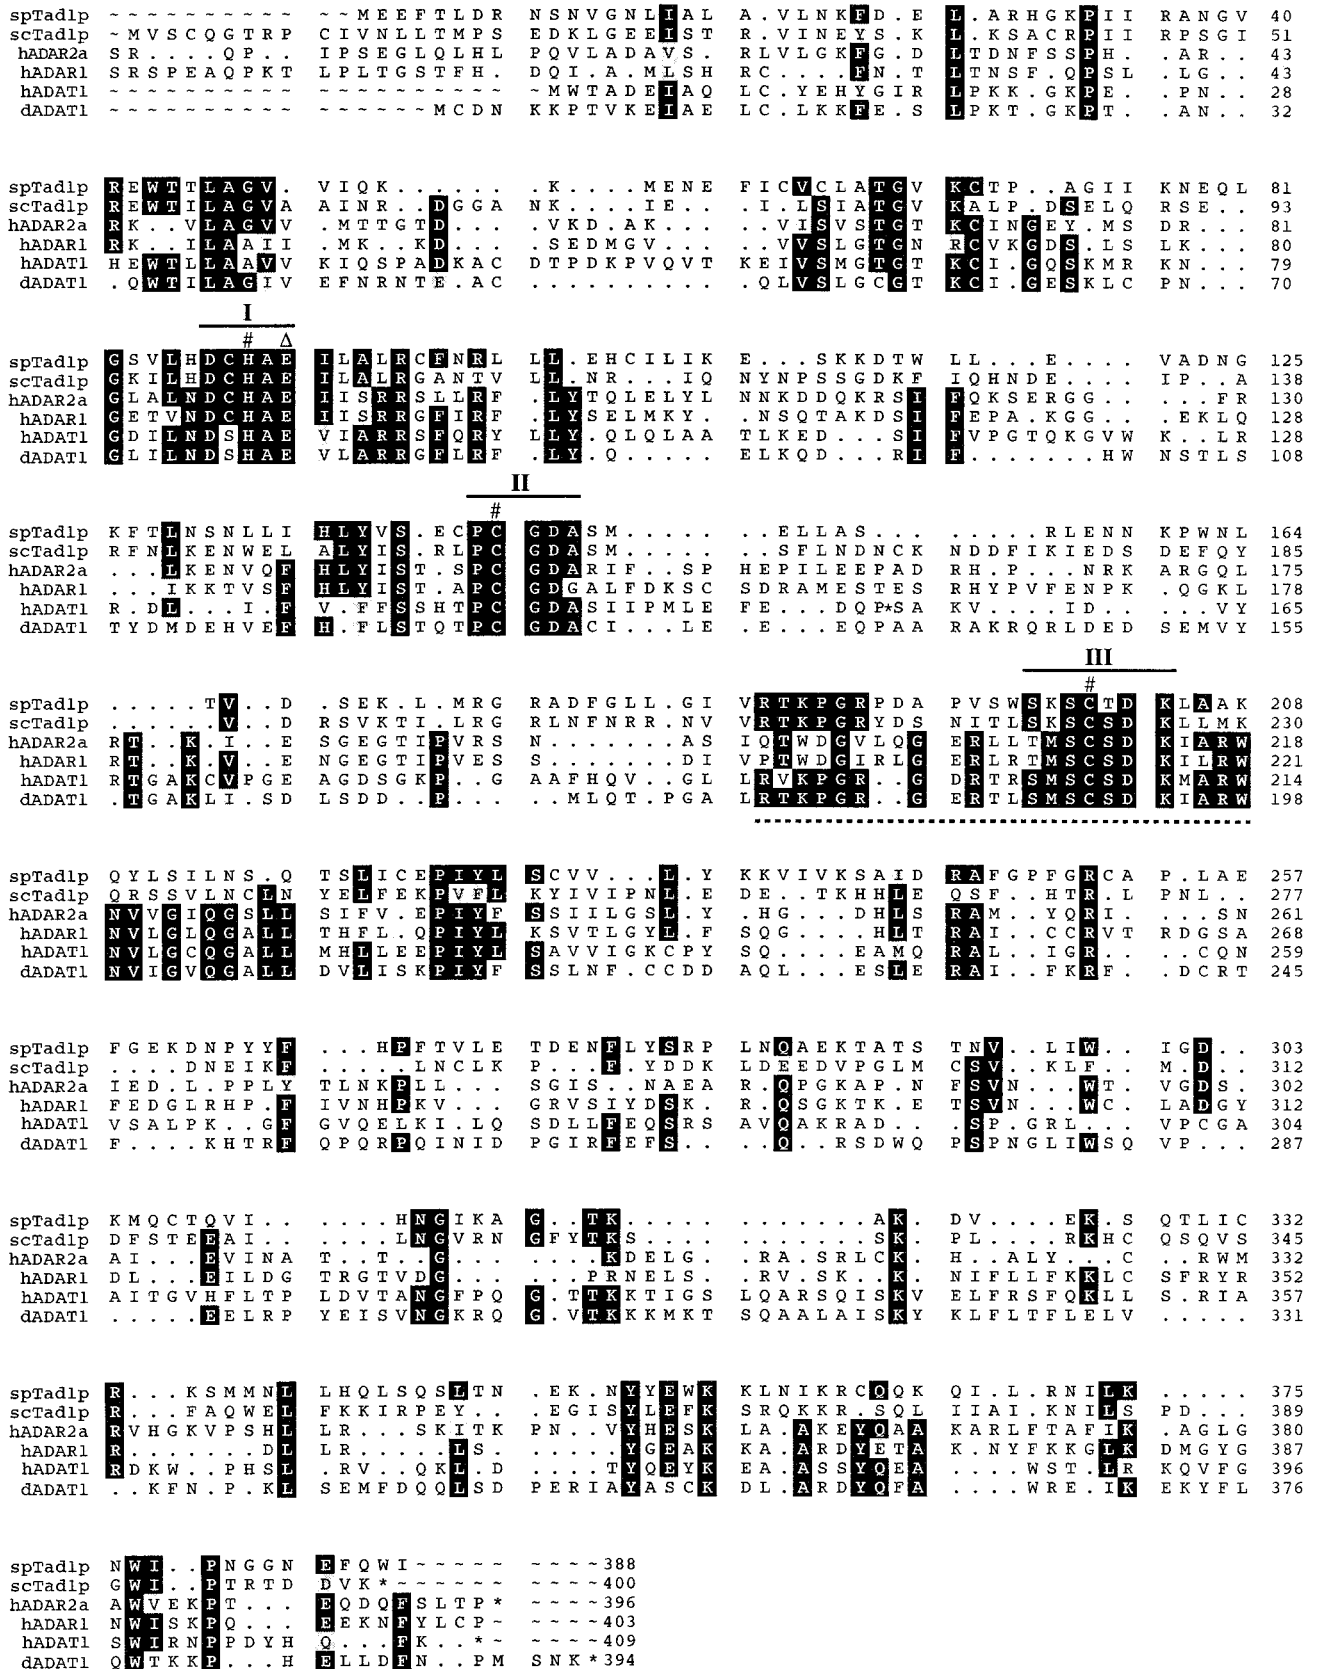 spTad1p ~~~~~~~~~~ ~~MEEFTLDR NSNVGNLIAL A.VLNKFD.E L.ARHGKPII RANGV 40
scTad1p ~MVSCQGTRP CIVNLLTMPS EDKLGEEIST R.VINEYS.K L.KSACRPII RPSGI 51
hADAR2a SR....QP.. IPSEGLQLHL PQVLADAVS. RLVLGKFG.D LTDNFSSPH. .AR.. 43
hADAR1 SRSPEAQPKT LPLTGSTFH. DQI.A.MLSH RC....FN.T LTNSF.QPSL .LG.. 43
hADAT1 ~~~~~~~~~~ ~~~~~~~~~~ ~MWTADEIAQ LC.YEHYGIR LPKK.GKPE. .PN.. 28
dADAT1 ~~~~~~~~~~ ~~~~~~MCDN KKPTVKEIAE LC.LKKFE.S LPKT.GKPT. .AN.. 32
spTad1p REWTTLAGV. VIQK...... .K....MENE FICVCLATGV KCTP..AGII KNEQL 81
scTad1p REWTILAGVA AINR..DGGA NK....IE.. .I.LSIATGV KALP.DSELQ RSE.. 93
hADAR2a RK..VLAGVV .MTTGTD... .VKD.AK... ..VISVSTGT KCINGEY.MS DR... 81
hADAR1 RK..ILAAII .MK..KD... .SEDMGV... ..VVSLGTGN RCVKGDS.LS LK... 80
hADAT1 HEWTLLAAVV KIQSPADKAC DTPDKPVQVT KEIVSMGTGT KCI.GQSKMR KN... 79
dADAT1 .QWTILAGIV EFNRNTE.AC .......... .QLVSLGCGT KCI.GESKLC PN... 70
I
# Δ
spTad1p GSVLHDCHAE ILALRCFNRL LL.EHCILIK E...SKKDTW LL...E.... VADNG 125
scTad1p GKILHDCHAE ILALRGANTV LL.NR...IQ NYNPSSGDKF IQHNDE.... IP..A 138
hADAR2a GLALNDCHAE IISRRSLLRF .LYTQLELYL NNKDDQKRSI FQKSERGG.. ...FR 130
hADAR1 GETVNDCHAE IISRRGFIRF .LYSELMKY. ..NSQTAKDSI FEPA.KGG.. .EKLQ 128
hADAT1 GDILNDSHAE VIARRSFQRY LLY.QLQLAA TLKED...SI FVPGTQKGVW K..LR 128
dADAT1 GLILNDSHAE VLARRGFLRF .LY.Q..... ELKQD...RI F.......HW NSTLS 108
II
#
spTad1p KFTLNSNLLI HLYVS.ECPC GDASM..... ...ELLAS.. ....RLENN KPWNL 164
scTad1p RFNLKENWEL ALYIS.RLPC GDASM..... ...SFLNDNCK NDDFIKIEDS DEFQY 185
hADAR2a ...LKENVQF HLYIST.SPC GDARIF..SP HEPILEEPAD RH.P...NRK ARGQL 175
hADAR1 ...IKKTVSF HLYIST.APC GDGALFDKSC SDRAMESTES RHYPVFENPK .QGKL 178
hADAT1 R.DL...I.F V.FFSSHTPC GDASIIPMLE FE...DQP*SA KV....ID.. ...VY 165
dADAT1 TYDMDEHVEF H.FLSTQTPC GDACI...LE .E...EQPAA RAKRQRLDED SEMVY 155
III
#
spTad1p .....TV..D .SEK.L.MRG RADFGLL.GI VRTKPGRPDA PVSWSKSCTD KLAAK 208
scTad1p ......V..D RSVKTI.LRG RLNFNRR.NV VRTKPGRYDS NITLSKSCSD KLLMK 230
hADAR2a RT..K.I..E SGEGTIPVRS N.......AS IQTWDGVLQG ERLLTMSCSD KIARW 218
hADAR1 RT..K.V..E NGEGTIPVES S.......DI VPTWDGIRLG ERLRTMSCSD KILRW 221
hADAT1 RTGAKCVPGE AGDSGKP..G AAFHQV..GL LRVKPGR..G DRTRSMSCSD KMARW 214
dADAT1 .TGAKLI.SD LSDD..P... ..MLQT.PGA LRTKPGR..G ERTLSMSCSD KIARW 198
spTad1p QYLSILNS.Q TSLICEPIYL SCVV...L.Y KKVIVKSAID RAFGPFGRCA P.LAE 257
scTad1p QRSSVLNCLN YELFEKPVFL KYIVIPNL.E DE..TKHHLE QSF..HTR.L PNL.. 277
hADAR2a NVVGIQGSLL SIFV.EPIYF SSIILGSL.Y .HG...DHLS RAM..YQRI. ...SN 261
hADAR1 NVLGLQGALL THFL.QPIYL KSVTLGYL.F SQG....HLT RAI..CCRVT RDGSA 268
hADAT1 NVLGCQGALL MHLLEEPIYL SAVVIGKCPY SQ....EAMQ RAL..IGR.. ..CQN 259
dADAT1 NVIGVQGALL DVLISKPIYF SSLNF.CCDD AQL...ESLE RAI..FKRF. .DCRT 245
spTad1p FGEKDNPYYF ...HPFTVLE TDENFLYSRP LNQAEKTATS TNV..LIW.. IGD.. 303
scTad1p ....DNEIKF ....LNCLKP ...F.YDDK LDEEDVPGLM CSV..KLF.. M.D.. 312
hADAR2a IED.L.PPLY TLNKPLL... .SGIS..NAEA R.QPGKAP.N FSVN...WT. VGDS. 302
hADAR1 FEDGLRHP.F IVNHPKV... GRVSIYDSK. R.QSGKTK.E TSVN...WC. LADGY 312
hADAT1 VSALPK..GF GVQELKI.LQ SDLLFEQSRS AVQAKRAD.. .SP.GRL... VPCGA 304
dADAT1 F....KHTRF QPQRPQINID PGIRFEFS.. ..Q..RSDWQ PSPNGLIWSQ VP... 287
spTad1p KMQCTQVI.. ....HNGIKA G..TK..... ........AK. DV....EK.S QTLIC 332
scTad1p DFSTEEAI.. ....LNGVRN GFYTKS.... ........SK. PL....RKHC QSQVS 345
hADAR2a AI...EVINA T..T.G.... ....KDELG. .RA.SRLCK H..ALY...C ..RWM 332
hADAR1 DL...EILDG TRGTVDG... ...PRNELS. .RV.SK..K. NIFLLFKKLC SFRYR 352
hADAT1 AITGVHFLTP LDVTANGFPQ G.TTKKTIGS LQARSQISKV ELFRSFQKLL S.RIA 357
dADAT1 .....EELRP YEISVNGKRQ G.VTKKKMKT SQAALAISKY KLFLTFLELV ..... 331
spTad1p R...KSMMNL LHQLSQSLTN .EK.NYYEWK KLNIKRCQQK QI.L.RNILK ..... 375
scTad1p R...FAQWEL FKKIRPEY.. .EGISYLEFK SRQKKR.SQL IIAI.KNILS PD... 389
hADAR2a RVHGKVPSHL LR...SKITK PN..VYHESK LA.AKEYQAA KARLFTAFIK .AGLG 380
hADAR1 R.......DL LR.....LS. .....YGEAK KA.ARDYETA K.NYFKKGLK DMGYG 387
hADAT1 RDKW..PHSL .RV..QKL.D .....TYQEYK EA.ASSYQEA ....WST.LR KQVFG 396
dADAT1 ..KFN.P.KL SEMFDQQLSD PERIAYASCK DL.ARDYQFA ....WRE.IK EKYFL 376
spTad1p NWI..PNGGN EFQWI~~~~~ ~~~~388
scTad1p GWI..PTRTD DVK*~~~~~~ ~~~~400
hADAR2a AWVEKPT... EQDQFSLTP* ~~~~396
hADAR1 NWISKPQ... EEKNFYLCP~ ~~~~403
hADAT1 SWIRNPPDYH Q...FK..*~ ~~~~409
dADAT1 QWTKKP...H ELLDFN..PM SNK*394